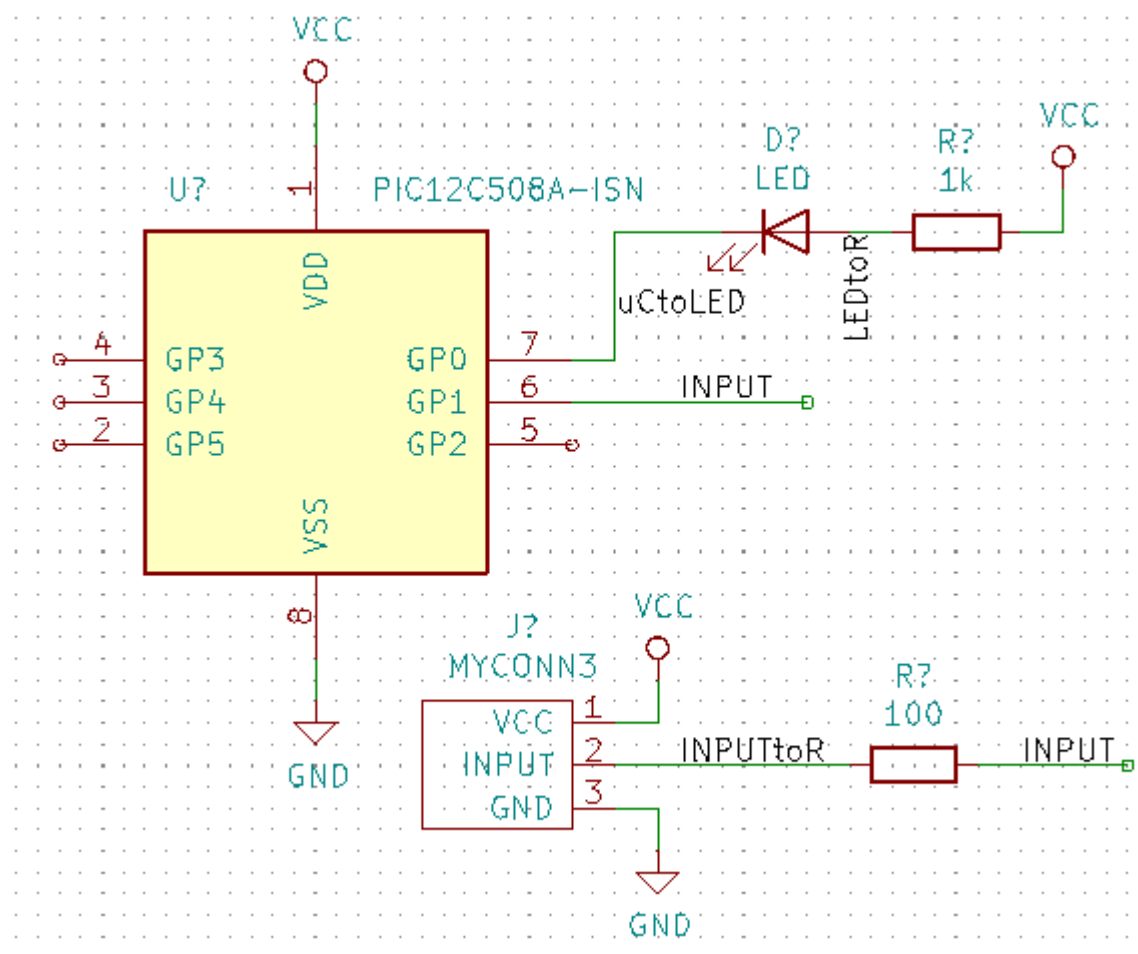 VCC
VCC
D?
R?
LED
1k
U?
1
PIC12C508A-ISN
VDD
LEDtoR
uCtoLED
4
GP3
GP0
7
3
GP4
GP1
6
INPUT
2
GP5
GP2
5
VSS
8
GND
J?
MYCONN3
VCC
VCC
1
INPUT
2
GND
3
INPUTtoR
R?
100
INPUT
GND